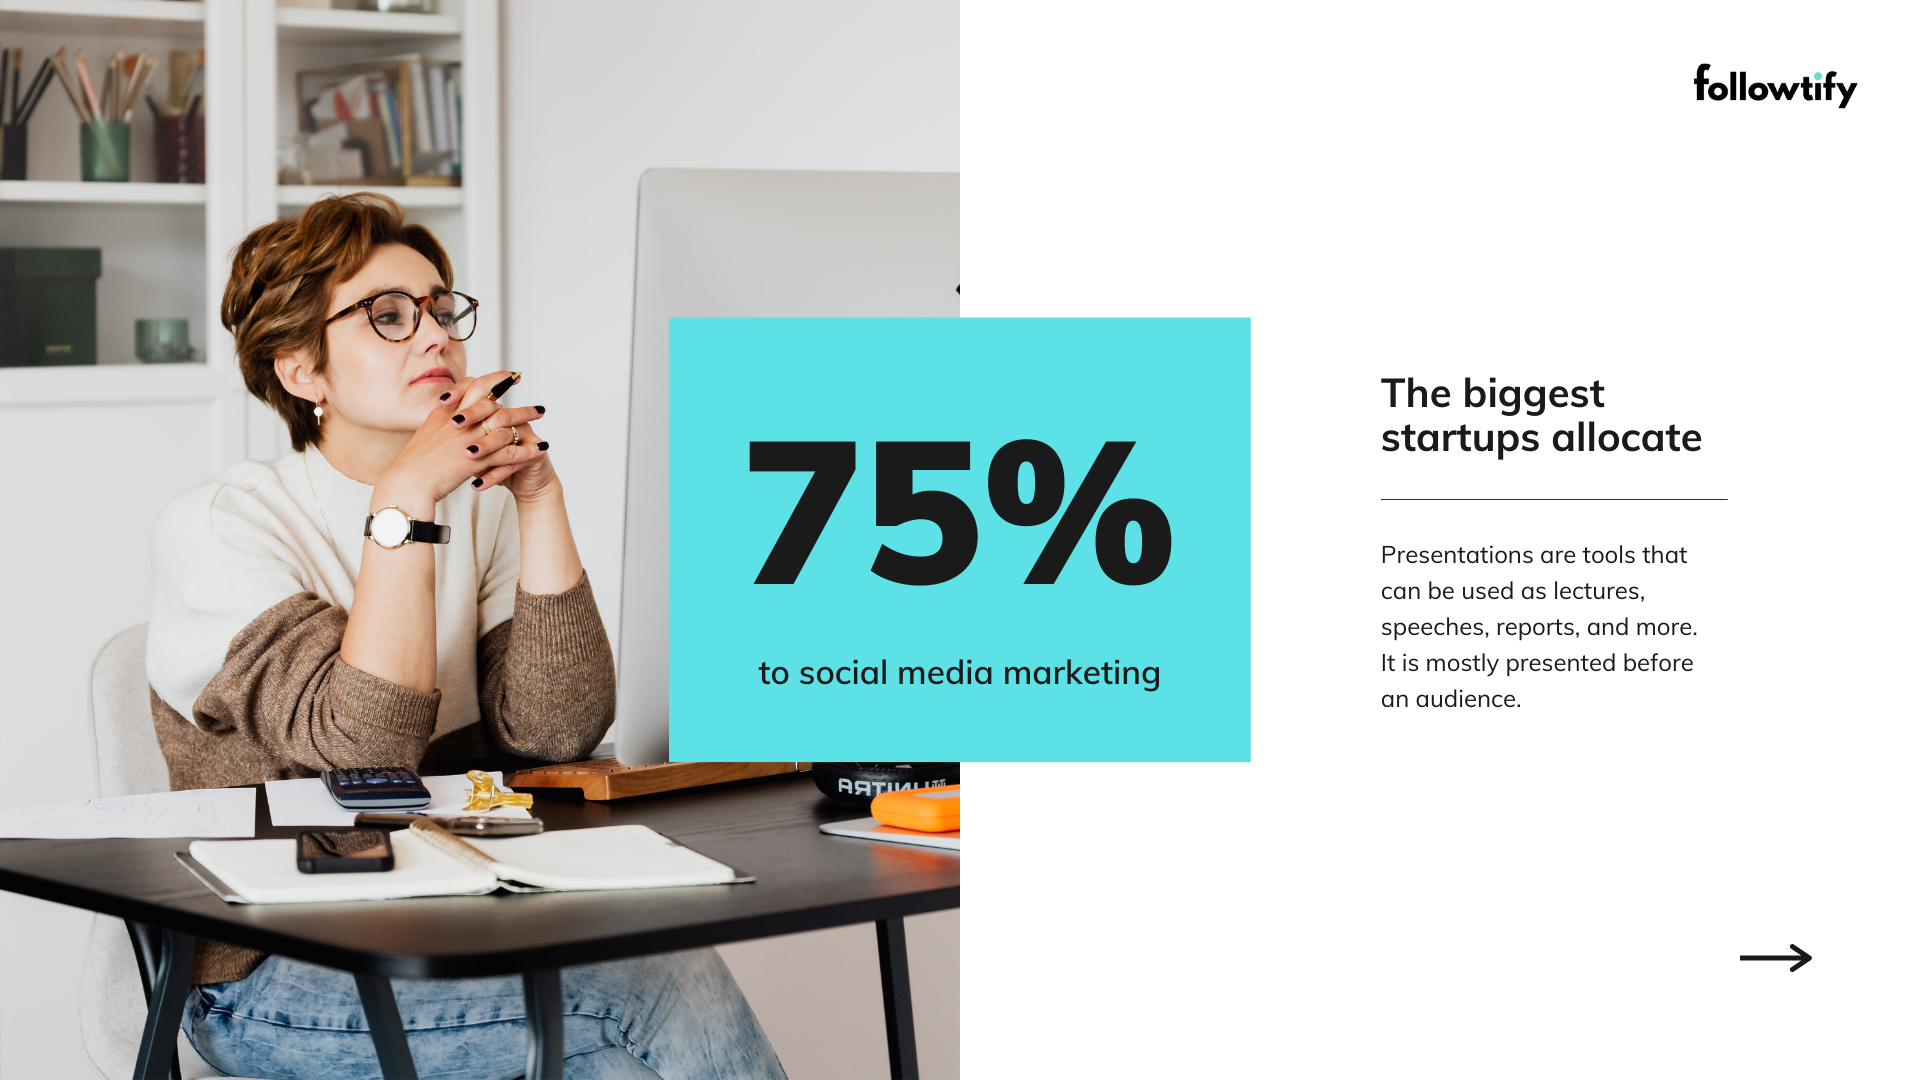 followtify
75%
to social media marketing
The biggest
startups allocate
Presentations are tools that
can be used as lectures,
speeches, reports, and more.
It is mostly presented before
an audience.